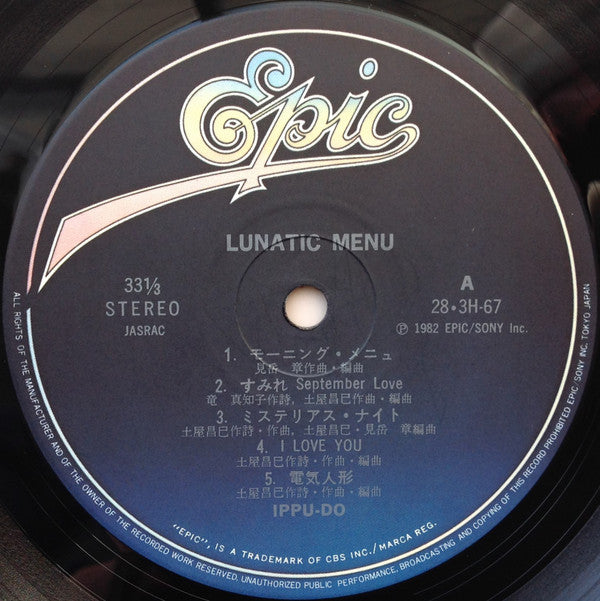 Epic
LUNATIC MENU
33 1/3
STEREO
JASRAC
A
28・3H-67
Ⓟ 1982 EPIC/SONY Inc.
1. モーニング・メニュ
見岳 章作曲・編曲
2. すみれ September Love
竜 真知子作詩, 土屋昌巳作曲・編曲
3. ミステリアス・ナイト
土屋昌巳作詩・作曲, 土屋昌巳・見岳 章編曲
4. I LOVE YOU
土屋昌巳作詩・作曲・編曲
5. 電気人形
土屋昌巳作詩・作曲・編曲
IPPU-DO
"EPIC", IS A TRADEMARK OF CBS INC./MARCA REG.
ALL RIGHTS OF THE MANUFACTURER AND OF THE OWNER OF THE RECORDED WORK RESERVED. UNAUTHORIZED PUBLIC PERFORMANCE, BROADCASTING AND COPYING OF THIS RECORD PROHIBITED EPIC/SONY INC. TOKYO JAPAN